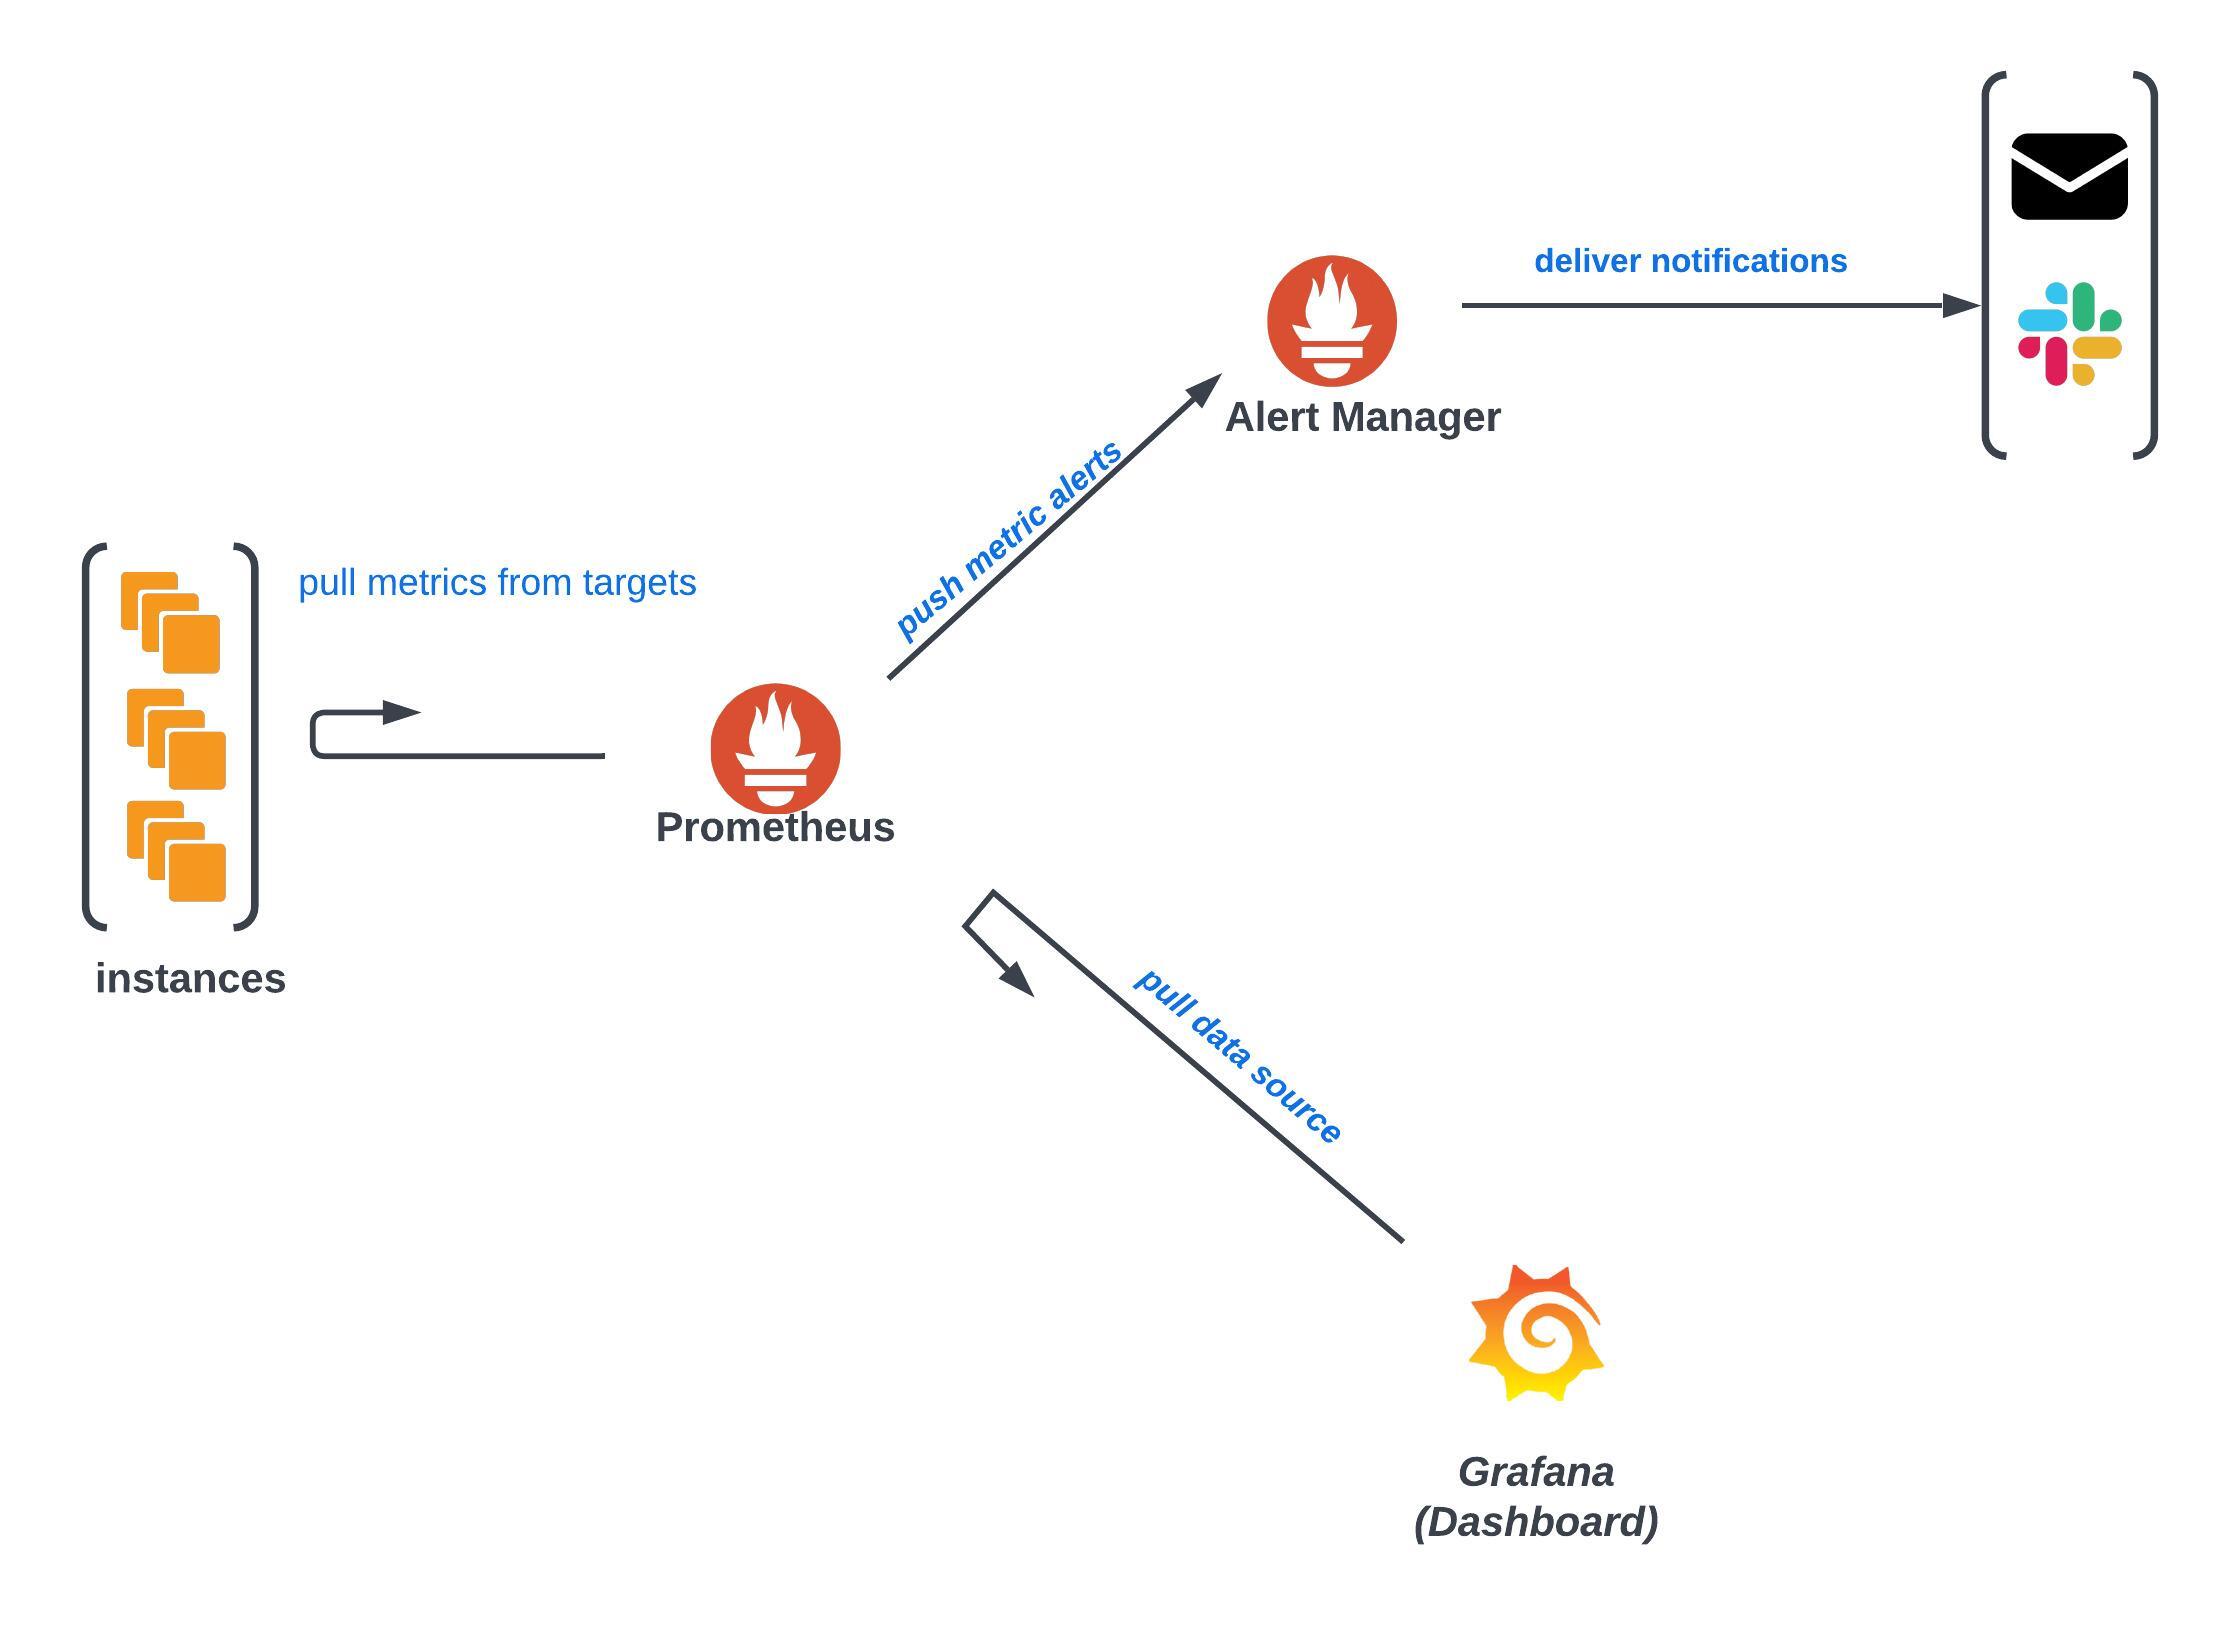 deliver notifications
Alert Manager
push metric alerts
pull metrics from targets
Prometheus
instances
pull data source
Grafana
(Dashboard)